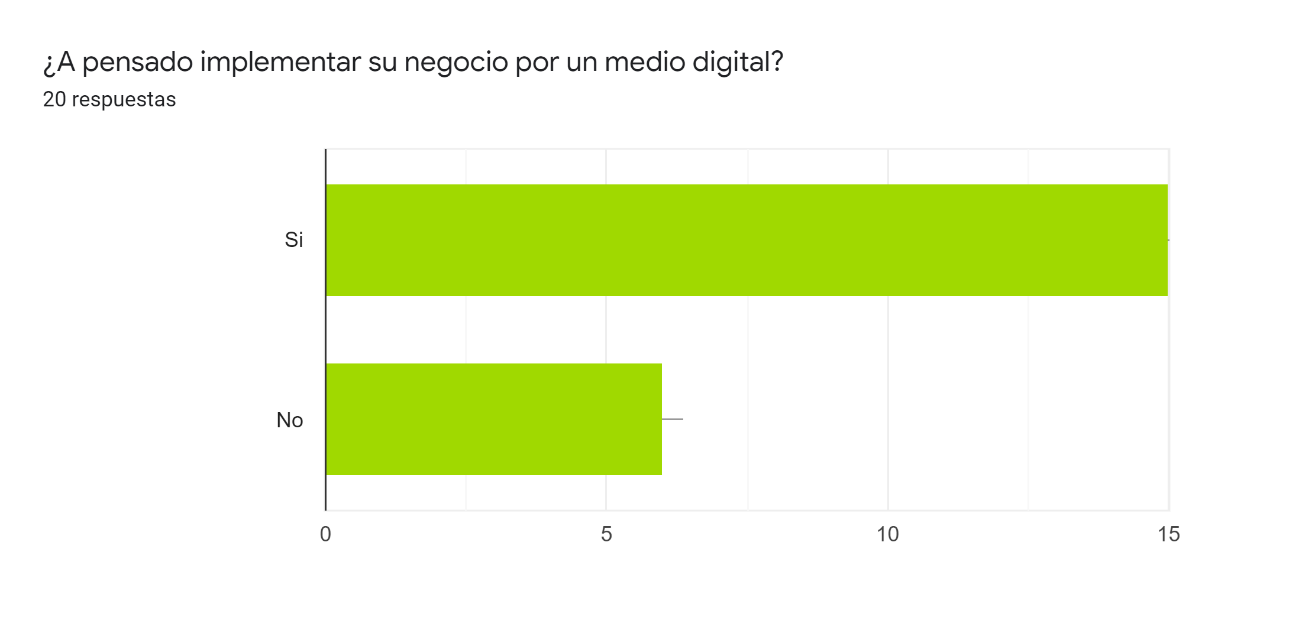 ¿A pensado implementar su negocio por un medio digital?
20 respuestas
Si
No
0 5 10 15